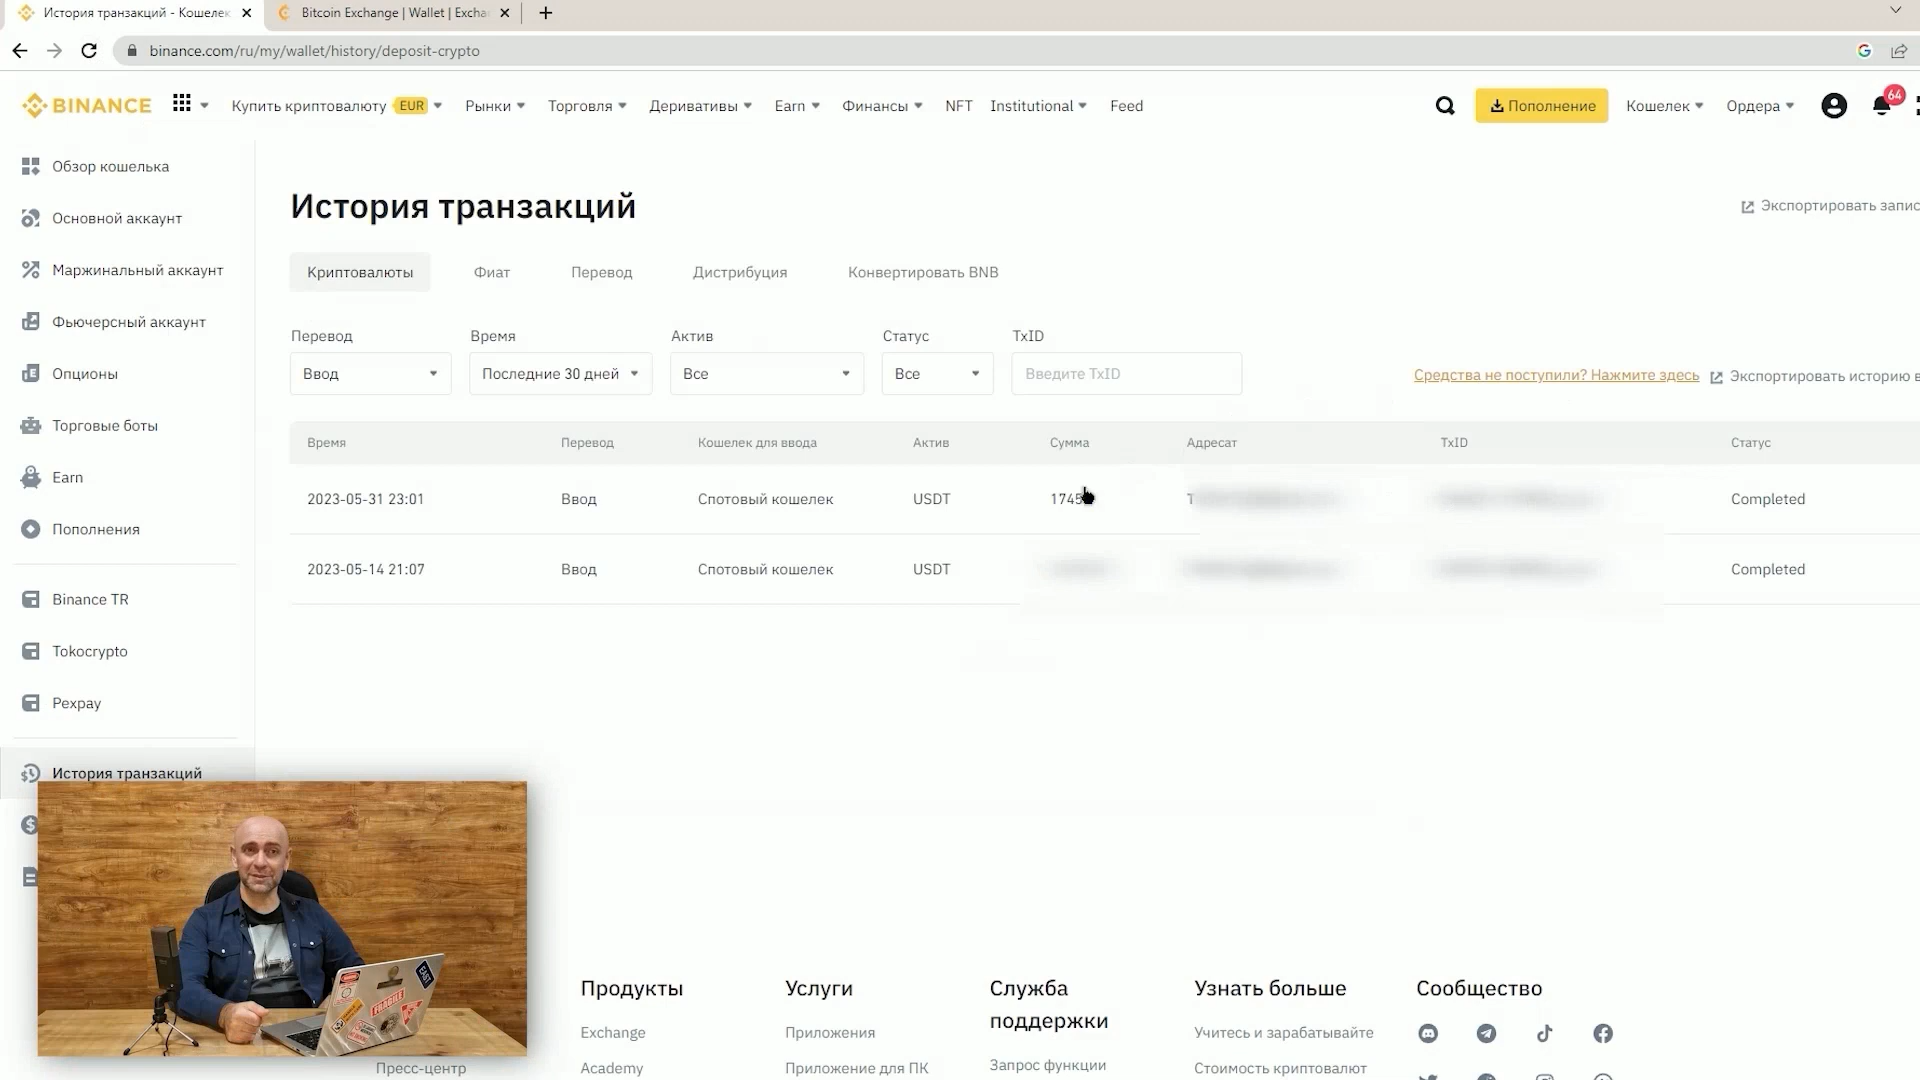 История транзакций - Кошелек
Bitcoin Exchange | Wallet | Excha
binance.com/ru/my/wallet/history/deposit-crypto
BINANCE Купить криптовалюту EUR Рынки Торговля Деривативы Earn Финансы NFT Institutional Feed Пополнение Кошелек Ордера 64
Обзор кошелька
Основной аккаунт
Маржинальный аккаунт
Фьючерсный аккаунт
Опционы
Торговые боты
Earn
Пополнения
Binance TR
Tokocrypto
Pexpay
История транзакций
История транзакций
Экспортировать запис
Криптовалюты Фиат Перевод Дистрибуция Конвертировать BNB
Перевод Время Актив Статус TxID
Ввод Последние 30 дней Все Все Введите TxID
Средства не поступили? Нажмите здесь Экспортировать историю в
Время Перевод Кошелек для ввода Актив Сумма Адресат TxID Статус
2023-05-31 23:01 Ввод Спотовый кошелек USDT 1745 T Completed
2023-05-14 21:07 Ввод Спотовый кошелек USDT Completed
FRAGILE
EAST
Пресс-центр
Продукты
Exchange
Academy
Услуги
Приложения
Приложение для ПК
Служба
поддержки
Запрос функции
Узнать больше
Учитесь и зарабатывайте
Стоимость криптовалют
Сообщество